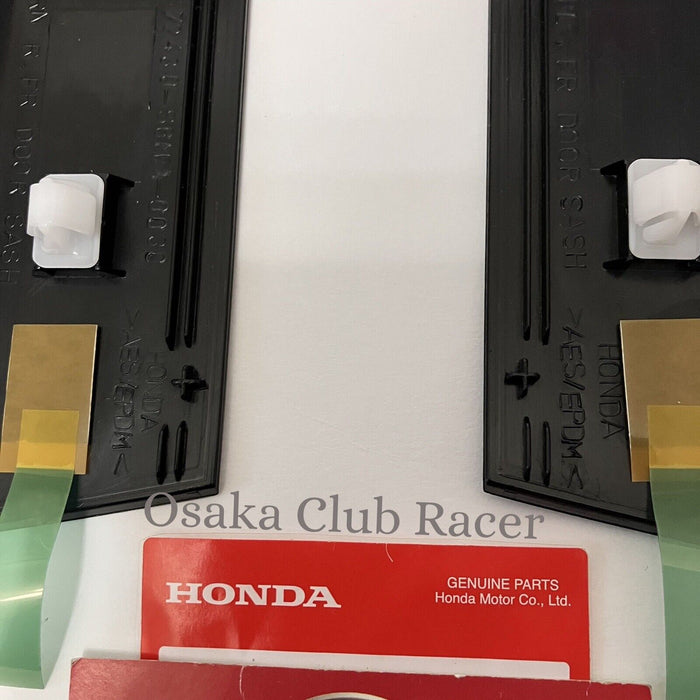 R. FR DOOR SASH
HONDA
>AES/EPDM<
FR DOOR SASH
HONDA
>AES/EPDM<
Osaka Club Racer
HONDA
GENUINE PARTS
Honda Motor Co., Ltd.